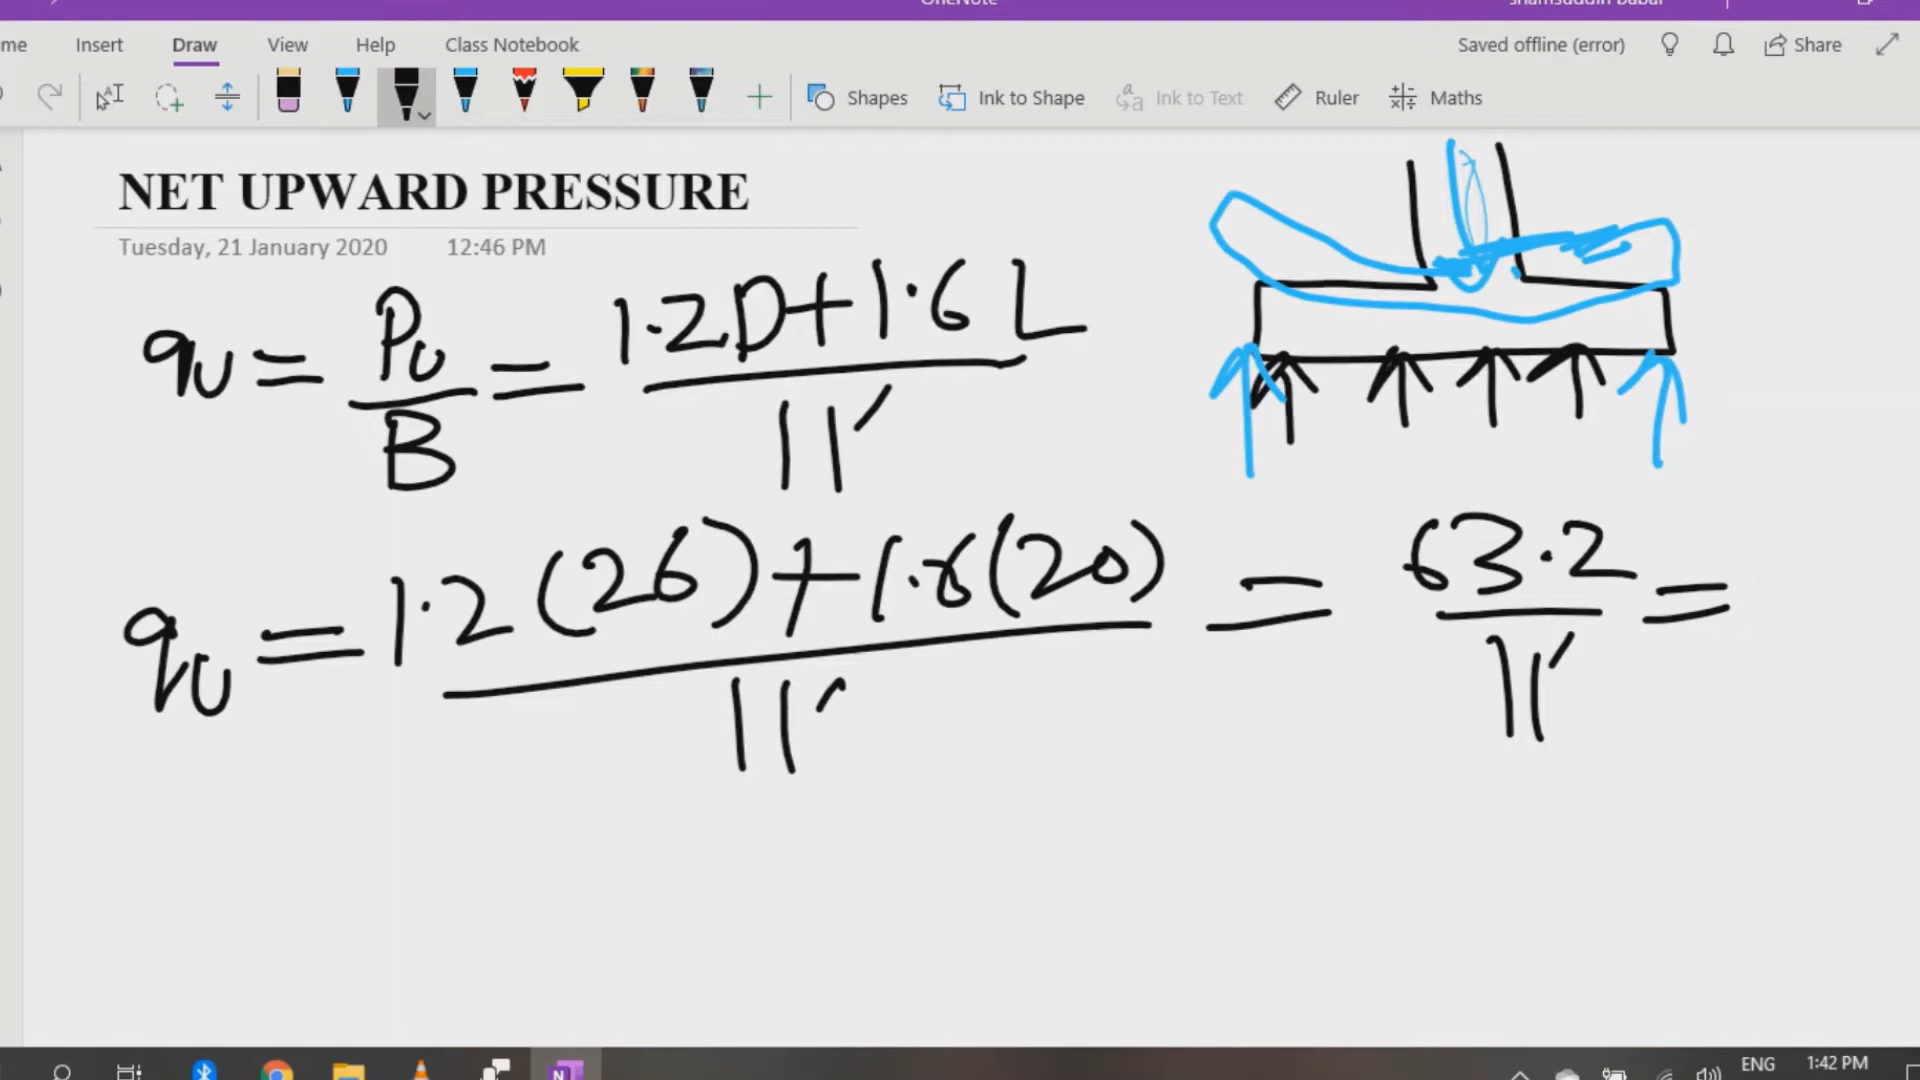 Insert Draw View Help Class Notebook Saved offline (error) Share
Shapes Ink to Shape Ink to Text Ruler Maths
NET UPWARD PRESSURE
Tuesday, 21 January 2020 12:46 PM
qu = Pu/B = 1.2D+1.6L/11'
qu = 1.2(26)+1.6(20)/11' = 63.2/11' =
ENG 1:42 PM